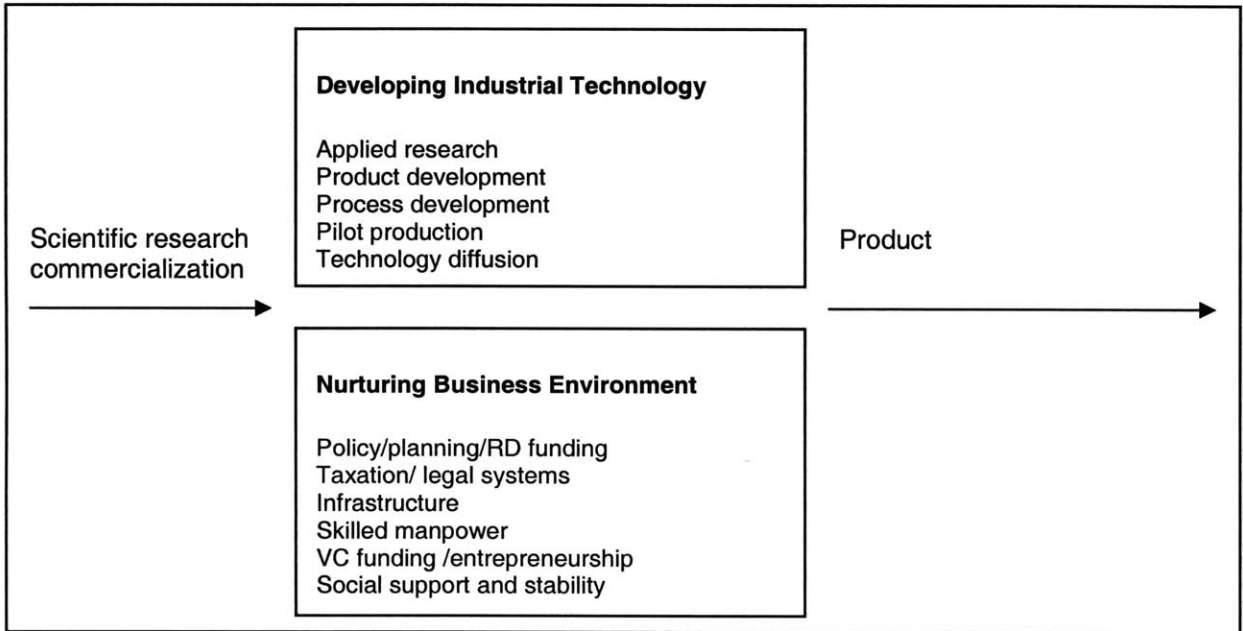 Scientific research
commercialization
Developing Industrial Technology
Applied research
Product development
Process development
Pilot production
Technology diffusion
Nurturing Business Environment
Policy/planning/RD funding
Taxation/ legal systems
Infrastructure
Skilled manpower
VC funding /entrepreneurship
Social support and stability
Product